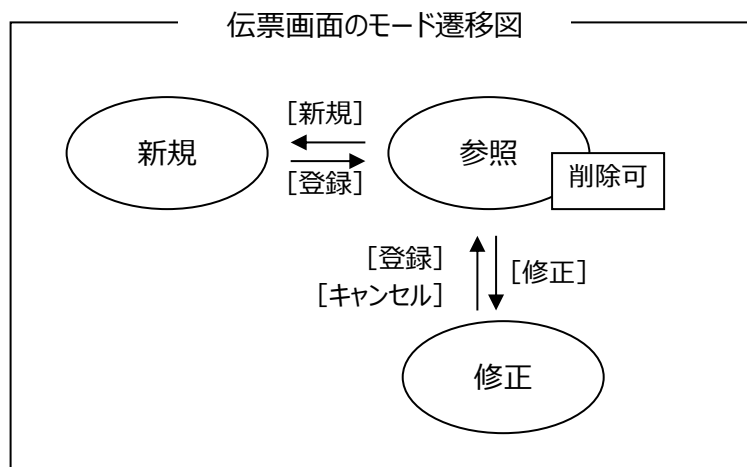 伝票画面のモード遷移図
[新規]
新規
参照
[登録]
削除可
[登録]
[修正]
[キャンセル]
修正